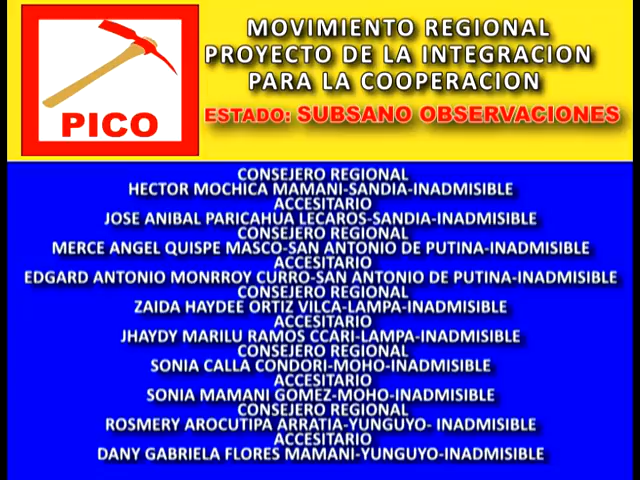 PICO
MOVIMIENTO REGIONAL
PROYECTO DE LA INTEGRACION
PARA LA COOPERACION
ESTADO: SUBSANO OBSERVACIONES
CONSEJERO REGIONAL
HECTOR MOCHICA MAMANI-SANDIA-INADMISIBLE
ACCESITARIO
JOSE ANIBAL PARICAHUA LECAROS-SANDIA-INADMISIBLE
CONSEJERO REGIONAL
MERCE ANGEL QUISPE MASCO-SAN ANTONIO DE PUTINA-INADMISIBLE
ACCESITARIO
EDGARD ANTONIO MONRROY CURRO-SAN ANTONIO DE PUTINA-INADMISIBLE
CONSEJERO REGIONAL
ZAIDA HAYDEE ORTIZ VILCA-LAMPA-INADMISIBLE
ACCESITARIO
JHAYDY MARILU RAMOS CCARI-LAMPA-INADMISIBLE
CONSEJERO REGIONAL
SONIA CALLA CONDORI-MOHO-INADMISIBLE
ACCESITARIO
SONIA MAMANI GOMEZ-MOHO-INADMISIBLE
CONSEJERO REGIONAL
ROSMERY AROCUTIPA ARRATIA-YUNGUYO- INADMISIBLE
ACCESITARIO
DANY GABRIELA FLORES MAMANI-YUNGUYO-INADMISIBLE